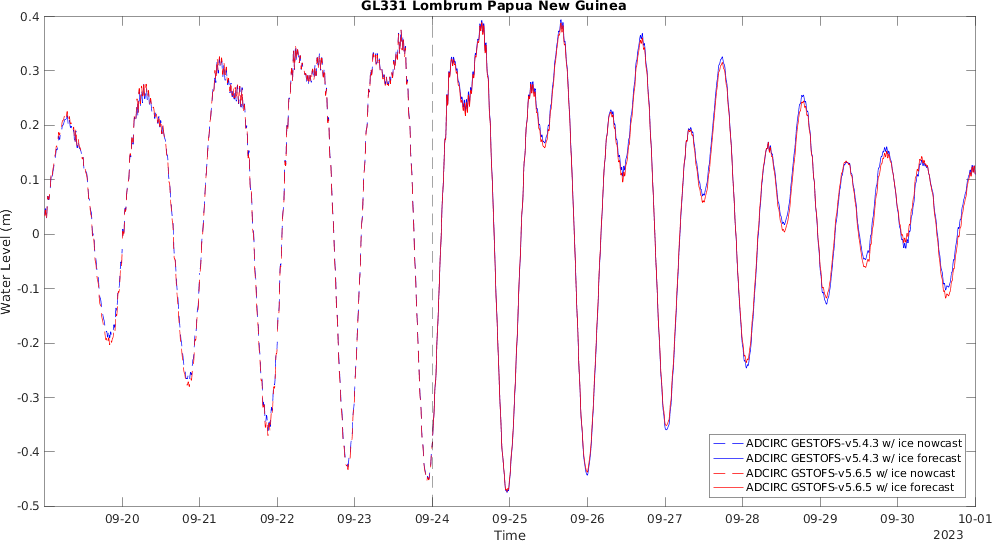 GL331 Lombrum Papua New Guinea
0.4
0.3
0.2
0.1
0
-0.1
-0.2
-0.3
-0.4
-0.5
Water Level (m)
ADCIRC GESTOFS-v5.4.3 w/ ice nowcast
ADCIRC GESTOFS-v5.4.3 w/ ice forecast
ADCIRC GSTOFS-v5.6.5 w/ ice nowcast
ADCIRC GSTOFS-v5.6.5 w/ ice forecast
09-20 09-21 09-22 09-23 09-24 09-25 09-26 09-27 09-28 09-29 09-30 10-01
Time
2023